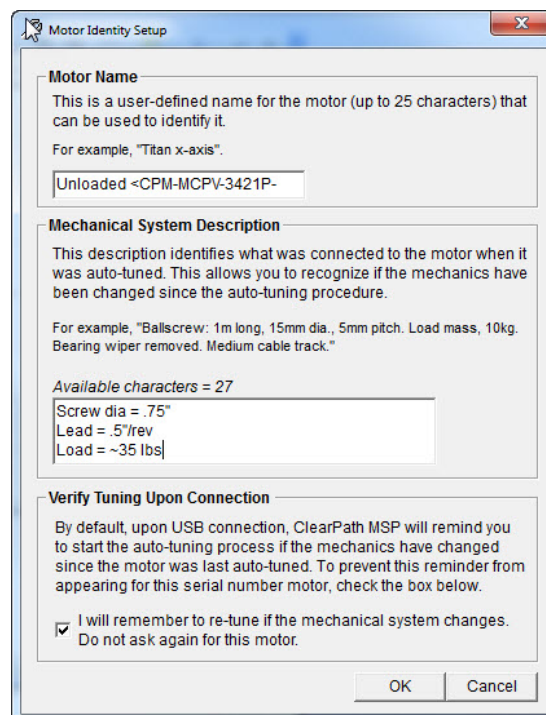 Motor Identity Setup
Motor Name
This is a user-defined name for the motor (up to 25 characters) that
can be used to identify it.
For example, "Titan x-axis".
Unloaded <CPM-MCPV-3421P-
Mechanical System Description
This description identifies what was connected to the motor when it
was auto-tuned. This allows you to recognize if the mechanics have
been changed since the auto-tuning procedure.
For example, "Ballscrew: 1m long, 15mm dia., 5mm pitch. Load mass, 10kg.
Bearing wiper removed. Medium cable track."
Available characters = 27
Screw dia = .75"
Lead = .5"/rev
Load = ~35 lbs
Verify Tuning Upon Connection
By default, upon USB connection, ClearPath MSP will remind you
to start the auto-tuning process if the mechanics have changed
since the motor was last auto-tuned. To prevent this reminder from
appearing for this serial number motor, check the box below.
I will remember to re-tune if the mechanical system changes.
Do not ask again for this motor.
OK
Cancel